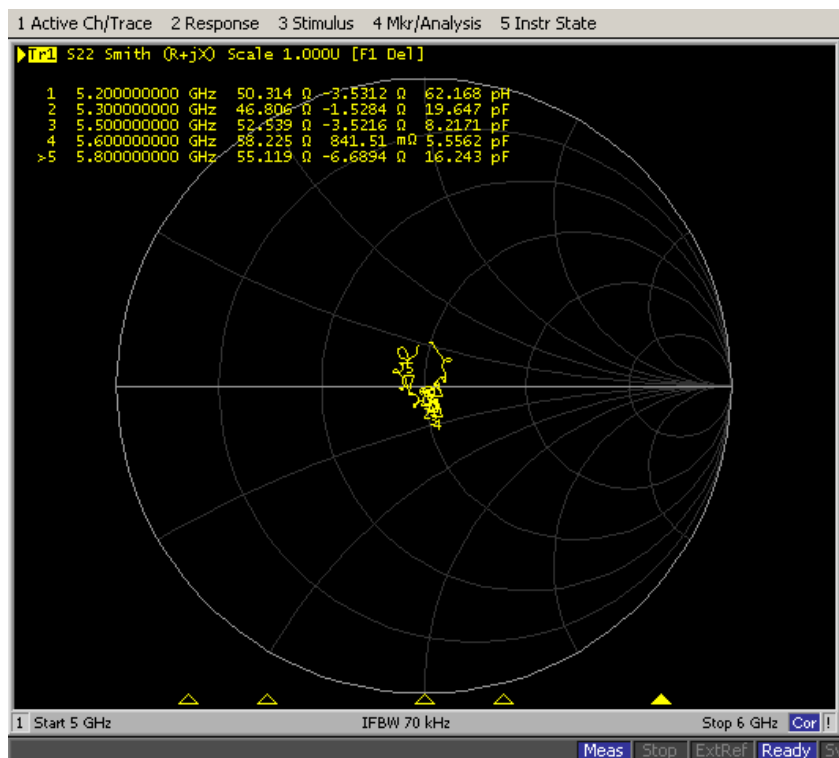 1 Active Ch/Trace 2 Response 3 Stimulus 4 Mkr/Analysis 5 Instr State
Tr1 S22 Smith (R+jX) Scale 1.000U [F1 Del]
1 5.200000000 GHz 50.314 Ω -3.5312 Ω 62.168 pH
2 5.300000000 GHz 46.806 Ω -1.5284 Ω 19.647 pF
3 5.500000000 GHz 52.539 Ω -3.5216 Ω 8.2171 pF
4 5.600000000 GHz 58.225 Ω 841.51 mΩ 5.5562 pF
>5 5.800000000 GHz 55.119 Ω -6.6894 Ω 16.243 pF
1 Start 5 GHz IFBW 70 kHz Stop 6 GHz Cor !
Meas Stop ExtRef Ready